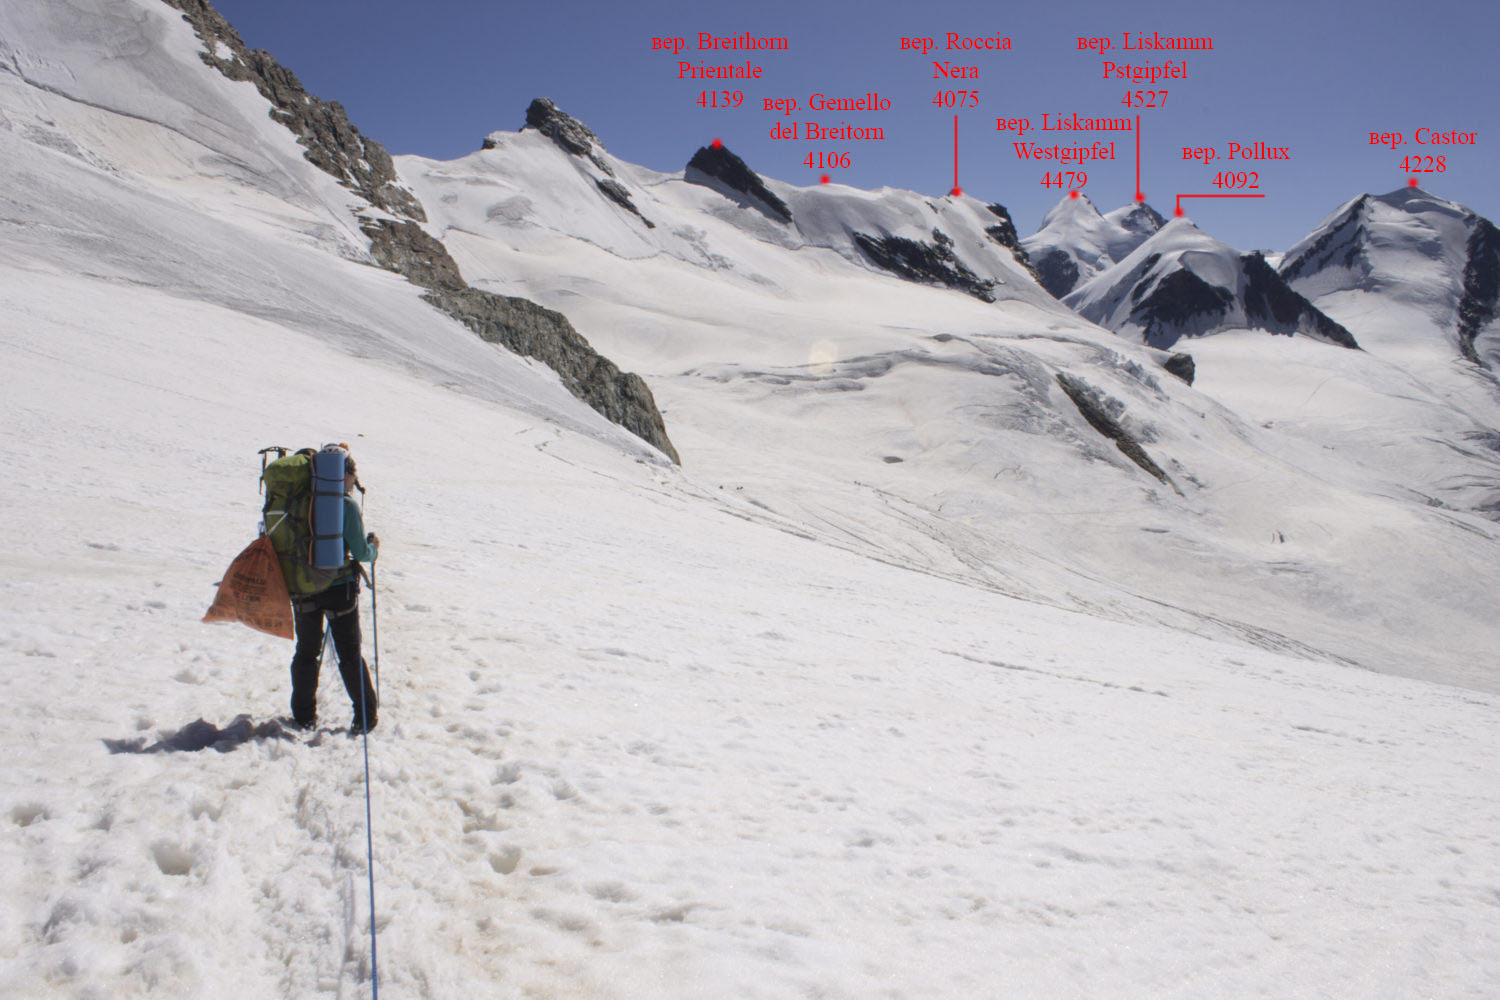 вер. Breithorn
Prientale
4139
вер. Gemello
del Breitorn
4106
вер. Roccia
Nera
4075
вер. Liskamm
Westgipfel
4479
вер. Liskamm
Pstgipfel
4527
вер. Pollux
4092
вер. Castor
4228